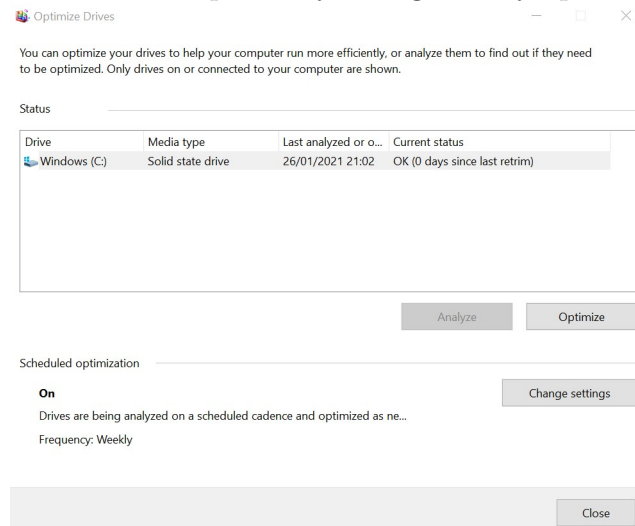 Optimize Drives
You can optimize your drives to help your computer run more efficiently, or analyze them to find out if they need
to be optimized. Only drives on or connected to your computer are shown.
Status
Drive Media type Last analyzed or o... Current status
Windows (C:) Solid state drive 26/01/2021 21:02 OK (0 days since last retrim)
Analyze Optimize
Scheduled optimization
On Change settings
Drives are being analyzed on a scheduled cadence and optimized as ne...
Frequency: Weekly
Close